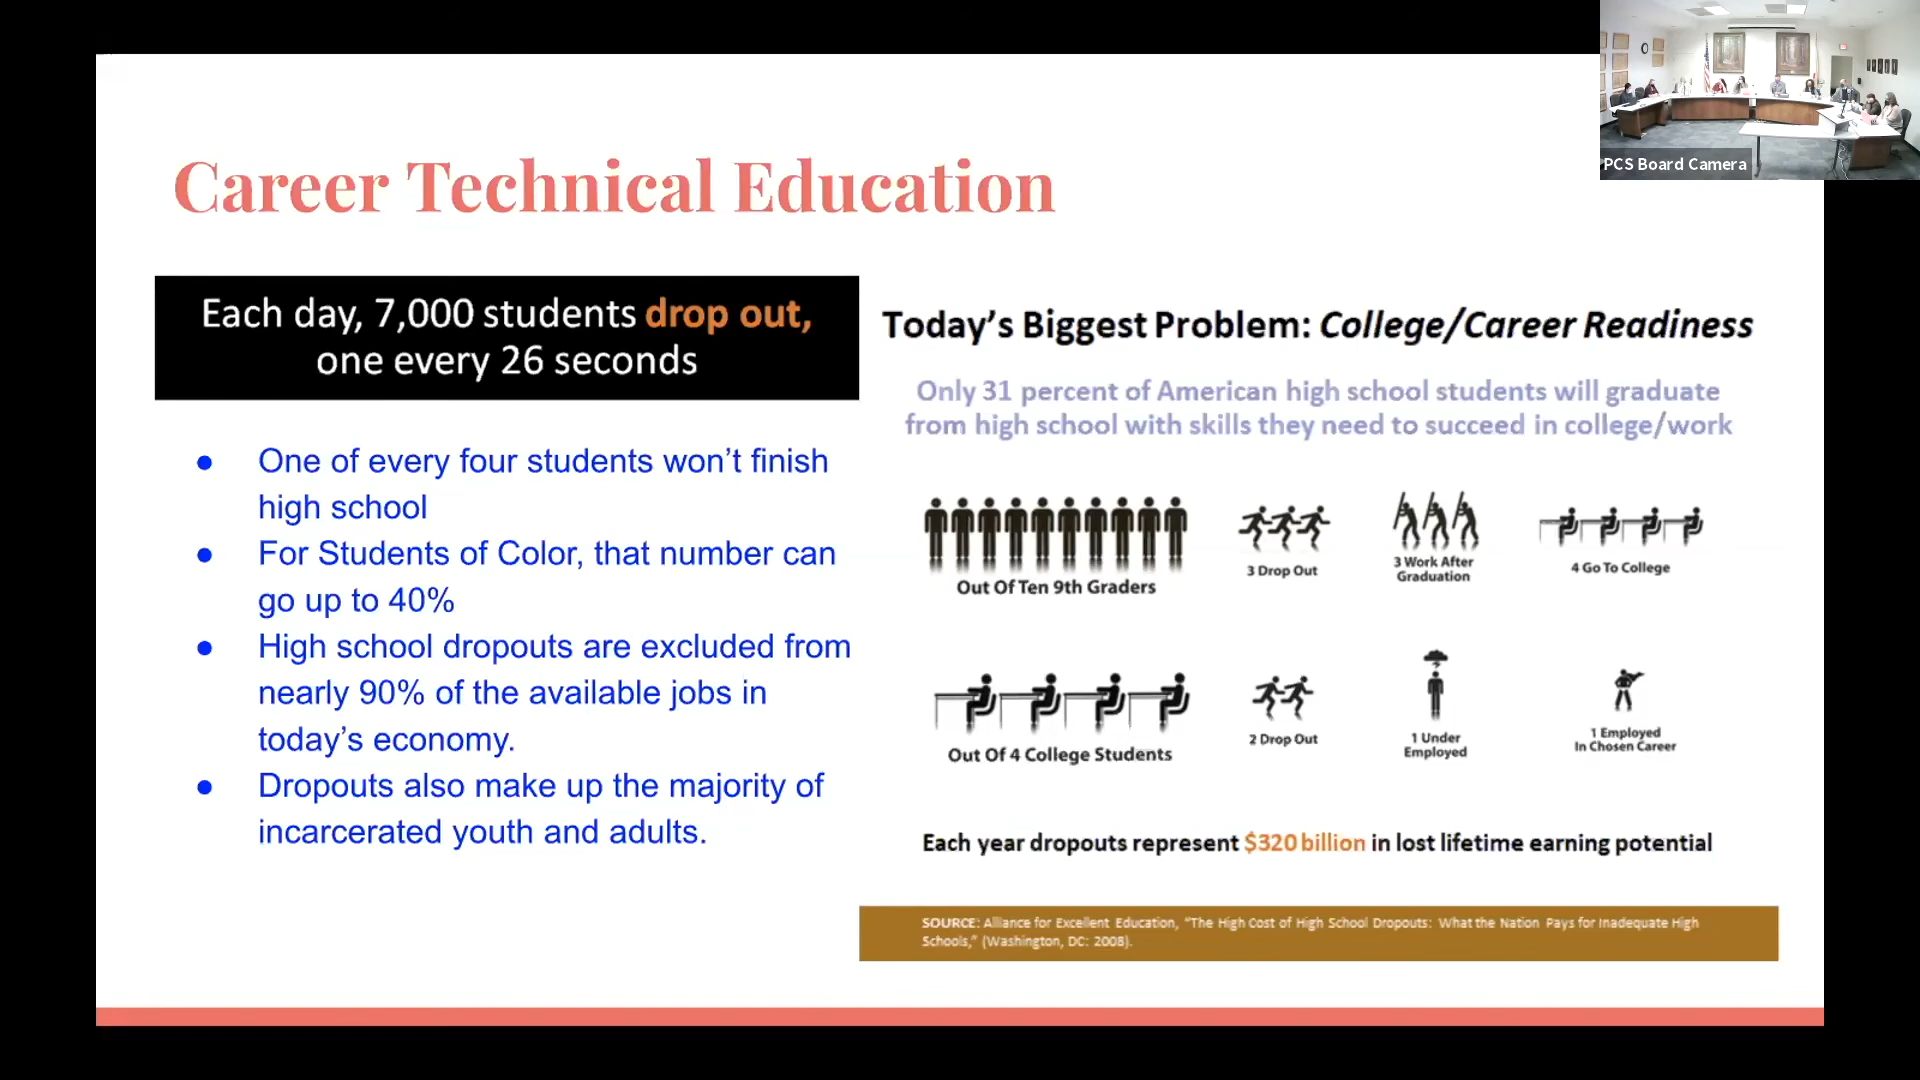 PCS Board Camera
Career Technical Education
Each day, 7,000 students drop out,
one every 26 seconds
● One of every four students won’t finish
high school
● For Students of Color, that number can
go up to 40%
● High school dropouts are excluded from
nearly 90% of the available jobs in
today’s economy.
● Dropouts also make up the majority of
incarcerated youth and adults.
Today’s Biggest Problem: College/Career Readiness
Only 31 percent of American high school students will graduate
from high school with skills they need to succeed in college/work
Out Of Ten 9th Graders
3 Drop Out
3 Work After
Graduation
4 Go To College
Out Of 4 College Students
2 Drop Out
1 Under
Employed
1 Employed
In Chosen Career
Each year dropouts represent $320 billion in lost lifetime earning potential
SOURCE: Alliance for Excellent Education, “The High Cost of High School Dropouts: What the Nation Pays for Inadequate High
Schools,” (Washington, DC: 2008).